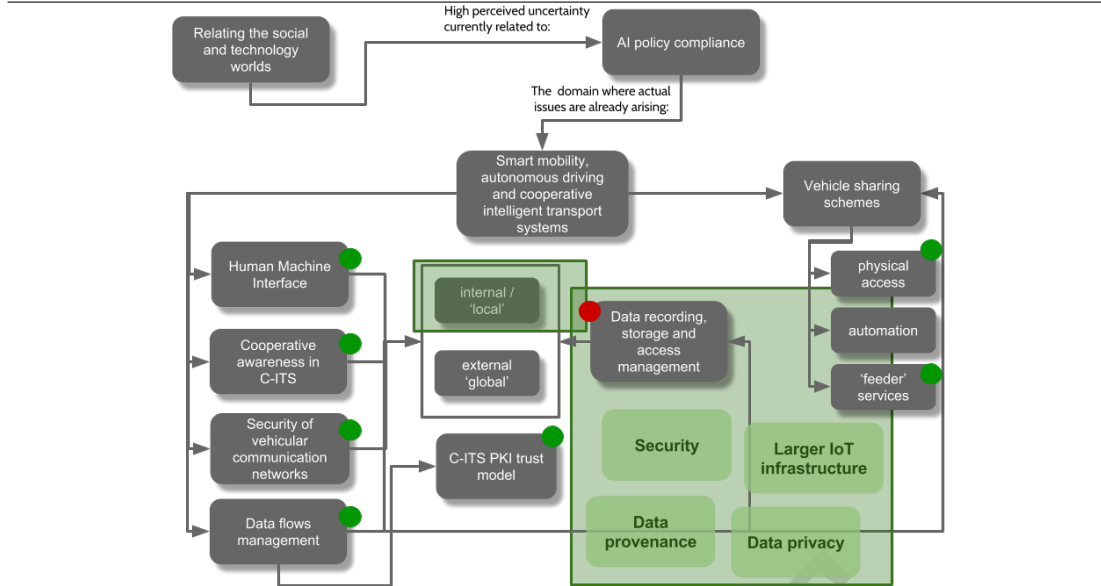 High perceived uncertainty
currently related to:
Relating the social
and technology
worlds
AI policy compliance
The domain where actual
issues are already arising:
Smart mobility,
autonomous driving
and cooperative
intelligent transport
systems
Vehicle sharing
schemes
Human Machine
Interface
internal /
‘local’
physical
access
Data recording,
storage and
access
management
automation
Cooperative
awareness in
C-ITS
external
‘global’
‘feeder’
services
Security of
vehicular
communication
networks
C-ITS PKI trust
model
Security
Larger IoT
infrastructure
Data flows
management
Data
provenance
Data privacy